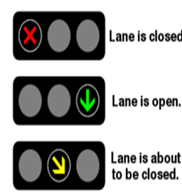 Lane is closed
Lane is open.
Lane is about
to be closed.